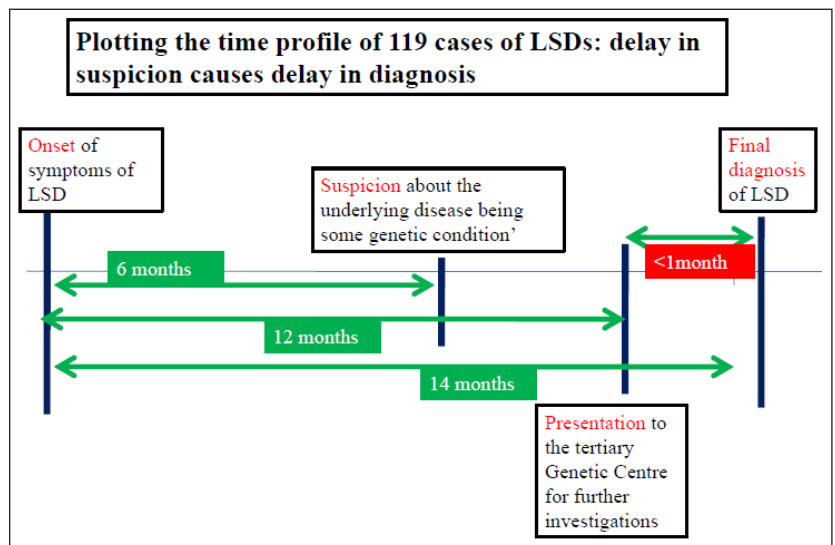 Plotting the time profile of 119 cases of LSDs: delay in
suspicion causes delay in diagnosis
Onset of
symptoms of
LSD
Suspicion about the
underlying disease being
some genetic condition’
Final
diagnosis
of LSD
6 months
<1month
12 months
14 months
Presentation to
the tertiary
Genetic Centre
for further
investigations